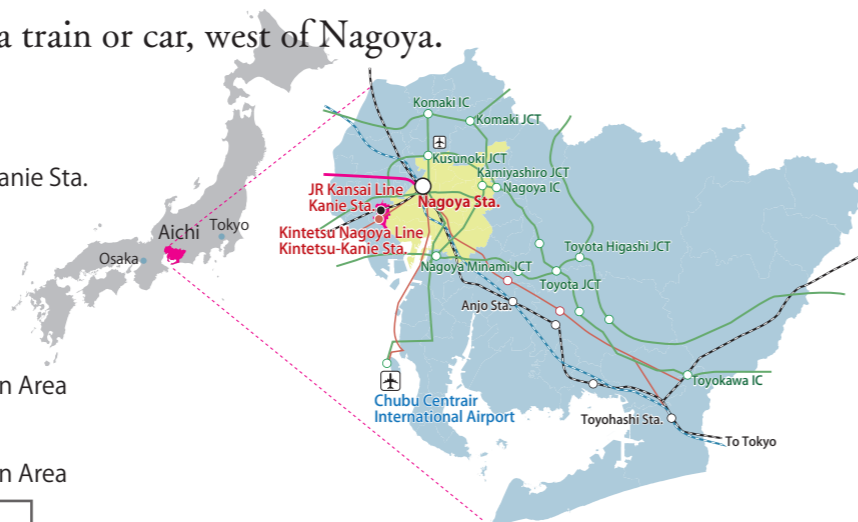 a train or car, west of Nagoya.
anie Sta.
Aichi
Tokyo
Osaka
n Area
n Area
Komaki IC
Komaki JCT
Kusunoki JCT
Kamiyashiro JCT
Nagoya IC
JR Kansai Line
Kanie Sta.
Nagoya Sta.
Kintetsu Nagoya Line
Kintetsu-Kanie Sta.
Toyota Higashi JCT
Nagoya Minami JCT
Toyota JCT
Anjo Sta.
Chubu Centrair
International Airport
Toyokawa IC
Toyohashi Sta.
To Tokyo